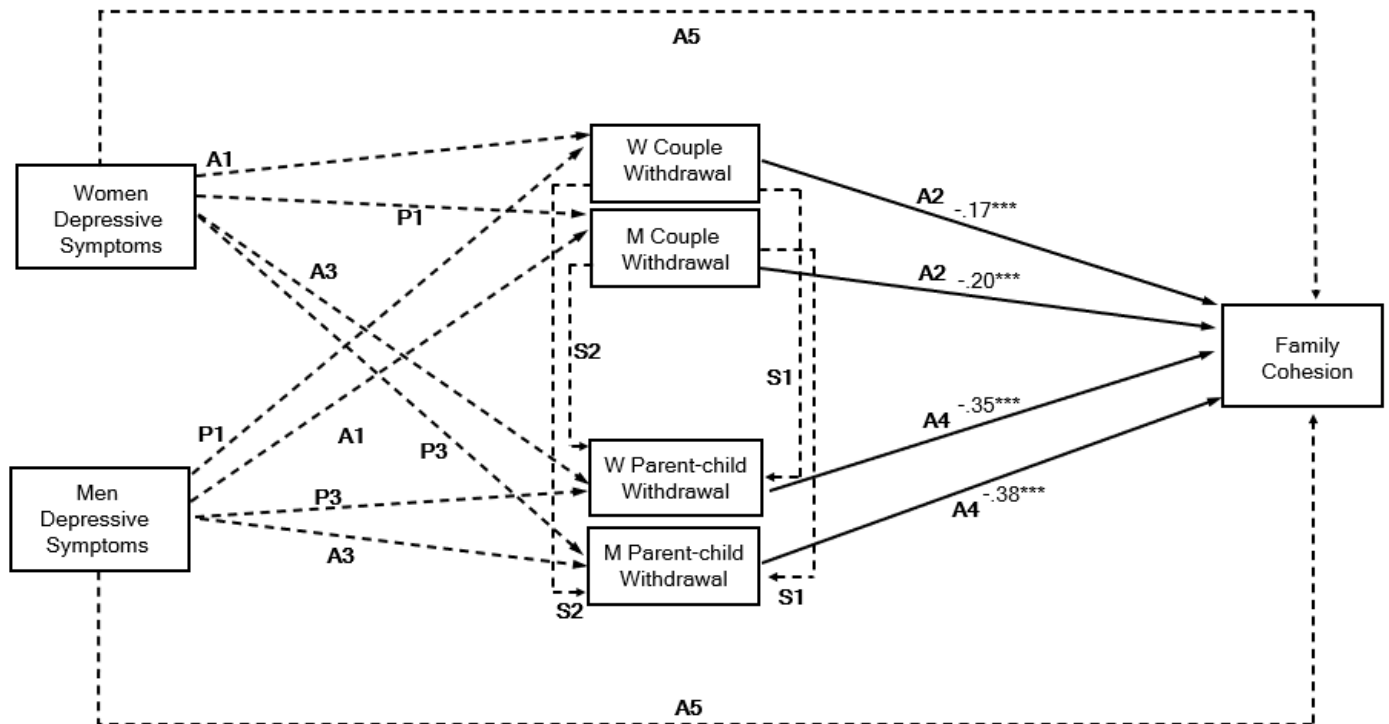 A5
W Couple
Withdrawal
A1
Women
Depressive
Symptoms
P1
A2
-.17***
M Couple
Withdrawal
A3
A2
-.20***
S2
S1
Family
Cohesion
-.35***
A4
P1
A1
P3
W Parent-child
Withdrawal
Men
Depressive
Symptoms
P3
-.38***
A4
A3
M Parent-child
Withdrawal
S2
S1
A5